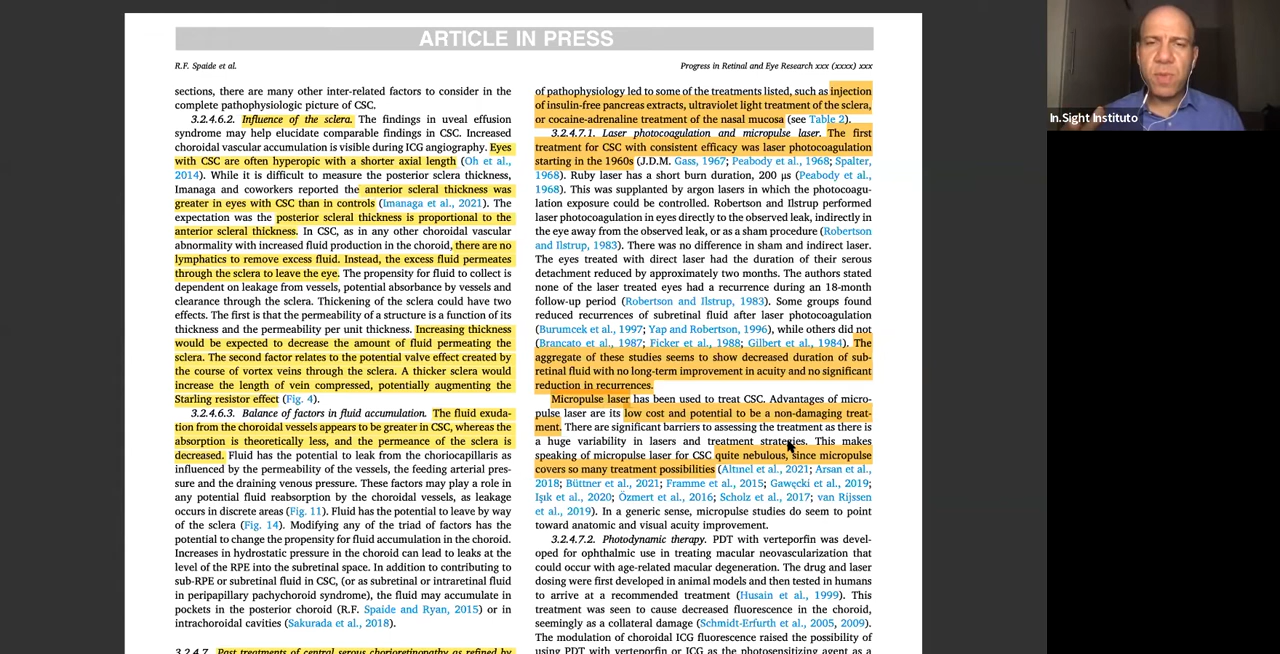 ARTICLE IN PRESS
R.F. Spaide et al.
Progress in Retinal and Eye Research xxx (xxxx) xxx
sections, there are many other inter-related factors to consider in the
complete pathophysiologic picture of CSC.
3.2.4.6.2. Influence of the sclera. The findings in uveal effusion
syndrome may help elucidate comparable findings in CSC. Increased
choroidal vascular accumulation is visible during ICG angiography. Eyes
with CSC are often hyperopic with a shorter axial length (Oh et al.,
2014). While it is difficult to measure the posterior sclera thickness,
Imanaga and coworkers reported the anterior scleral thickness was
greater in eyes with CSC than in controls (Imanaga et al., 2021). The
expectation was the posterior scleral thickness is proportional to the
anterior scleral thickness. In CSC, as in any other choroidal vascular
abnormality with increased fluid production in the choroid, there are no
lymphatics to remove excess fluid. Instead, the excess fluid permeates
through the sclera to leave the eye. The propensity for fluid to collect is
dependent on leakage from vessels, potential absorbance by vessels and
clearance through the sclera. Thickening of the sclera could have two
effects. The first is that the permeability of a structure is a function of its
thickness and the permeability per unit thickness. Increasing thickness
would be expected to decrease the amount of fluid permeating the
sclera. The second factor relates to the potential valve effect created by
the course of vortex veins through the sclera. A thicker sclera would
increase the length of vein compressed, potentially augmenting the
Starling resistor effect (Fig. 4).
3.2.4.6.3. Balance of factors in fluid accumulation. The fluid exuda-
tion from the choroidal vessels appears to be greater in CSC, whereas the
absorption is theoretically less, and the permeance of the sclera is
decreased. Fluid has the potential to leak from the choriocapillaris as
influenced by the permeability of the vessels, the feeding arterial pres-
sure and the draining venous pressure. These factors may play a role in
any potential fluid reabsorption by the choroidal vessels, as leakage
occurs in discrete areas (Fig. 11). Fluid has the potential to leave by way
of the sclera (Fig. 14). Modifying any of the triad of factors has the
potential to change the propensity for fluid accumulation in the choroid.
Increases in hydrostatic pressure in the choroid can lead to leaks at the
level of the RPE into the subretinal space. In addition to contributing to
sub-RPE or subretinal fluid in CSC, (or as subretinal or intraretinal fluid
in peripapillary pachychoroid syndrome), the fluid may accumulate in
pockets in the posterior choroid (R.F. Spaide and Ryan, 2015) or in
intrachoroidal cavities (Sakurada et al., 2018).
3.2.4.7. Past treatments of central serous chorioretinopathy as refined by
of pathophysiology led to some of the treatments listed, such as injection
of insulin-free pancreas extracts, ultraviolet light treatment of the sclera,
or cocaine-adrenaline treatment of the nasal mucosa (see Table 2).
3.2.4.7.1. Laser photocoagulation and micropulse laser. The first
treatment for CSC with consistent efficacy was laser photocoagulation
starting in the 1960s (J.D.M. Gass, 1967; Peabody et al., 1968; Spalter,
1968). Ruby laser has a short burn duration, 200 μs (Peabody et al.,
1968). This was supplanted by argon lasers in which the photocoagu-
lation exposure could be controlled. Robertson and Ilstrup performed
laser photocoagulation in eyes directly to the observed leak, indirectly in
the eye away from the observed leak, or as a sham procedure (Robertson
and Ilstrup, 1983). There was no difference in sham and indirect laser.
The eyes treated with direct laser had the duration of their serous
detachment reduced by approximately two months. The authors stated
none of the laser treated eyes had a recurrence during an 18-month
follow-up period (Robertson and Ilstrup, 1983). Some groups found
reduced recurrences of subretinal fluid after laser photocoagulation
(Burumcek et al., 1997; Yap and Robertson, 1996), while others did not
(Brancato et al., 1987; Ficker et al., 1988; Gilbert et al., 1984). The
aggregate of these studies seems to show decreased duration of sub-
retinal fluid with no long-term improvement in acuity and no significant
reduction in recurrences.
Micropulse laser has been used to treat CSC. Advantages of micro-
pulse laser are its low cost and potential to be a non-damaging treat-
ment. There are significant barriers to assessing the treatment as there is
a huge variability in lasers and treatment strategies. This makes
speaking of micropulse laser for CSC quite nebulous, since micropulse
covers so many treatment possibilities (Altınel et al., 2021; Arsan et al.,
2018; Büttner et al., 2021; Framme et al., 2015; Gawęcki et al., 2019;
Işık et al., 2020; Özmert et al., 2016; Scholz et al., 2017; van Rijssen
et al., 2019). In a generic sense, micropulse studies do seem to point
toward anatomic and visual acuity improvement.
3.2.4.7.2. Photodynamic therapy. PDT with verteporfin was devel-
oped for ophthalmic use in treating macular neovascularization that
could occur with age-related macular degeneration. The drug and laser
dosing were first developed in animal models and then tested in humans
to arrive at a recommended treatment (Husain et al., 1999). This
treatment was seen to cause decreased fluorescence in the choroid,
seemingly as a collateral damage (Schmidt-Erfurth et al., 2005, 2009).
The modulation of choroidal ICG fluorescence raised the possibility of
using PDT with verteporfin or ICG as the photosensitizing agent as a
In.Sight Instituto